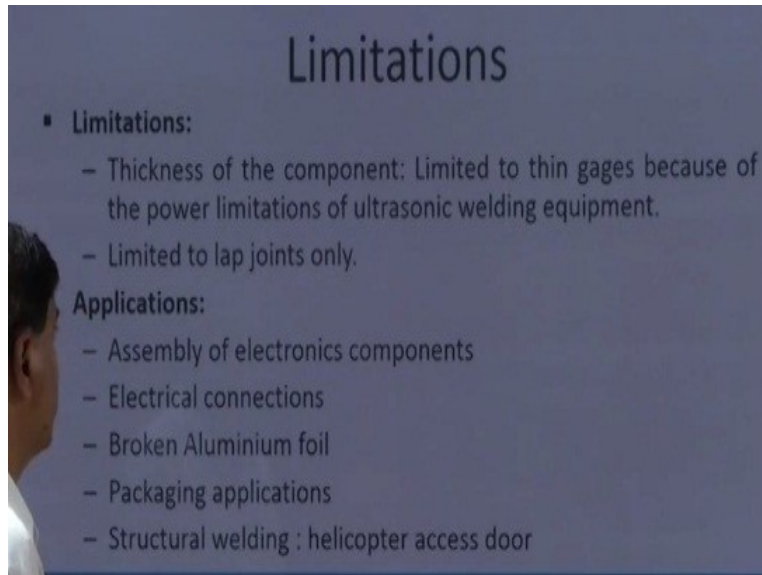 Limitations
▪ Limitations:
– Thickness of the component: Limited to thin gages because of
the power limitations of ultrasonic welding equipment.
– Limited to lap joints only.
Applications:
– Assembly of electronics components
– Electrical connections
– Broken Aluminium foil
– Packaging applications
– Structural welding : helicopter access door